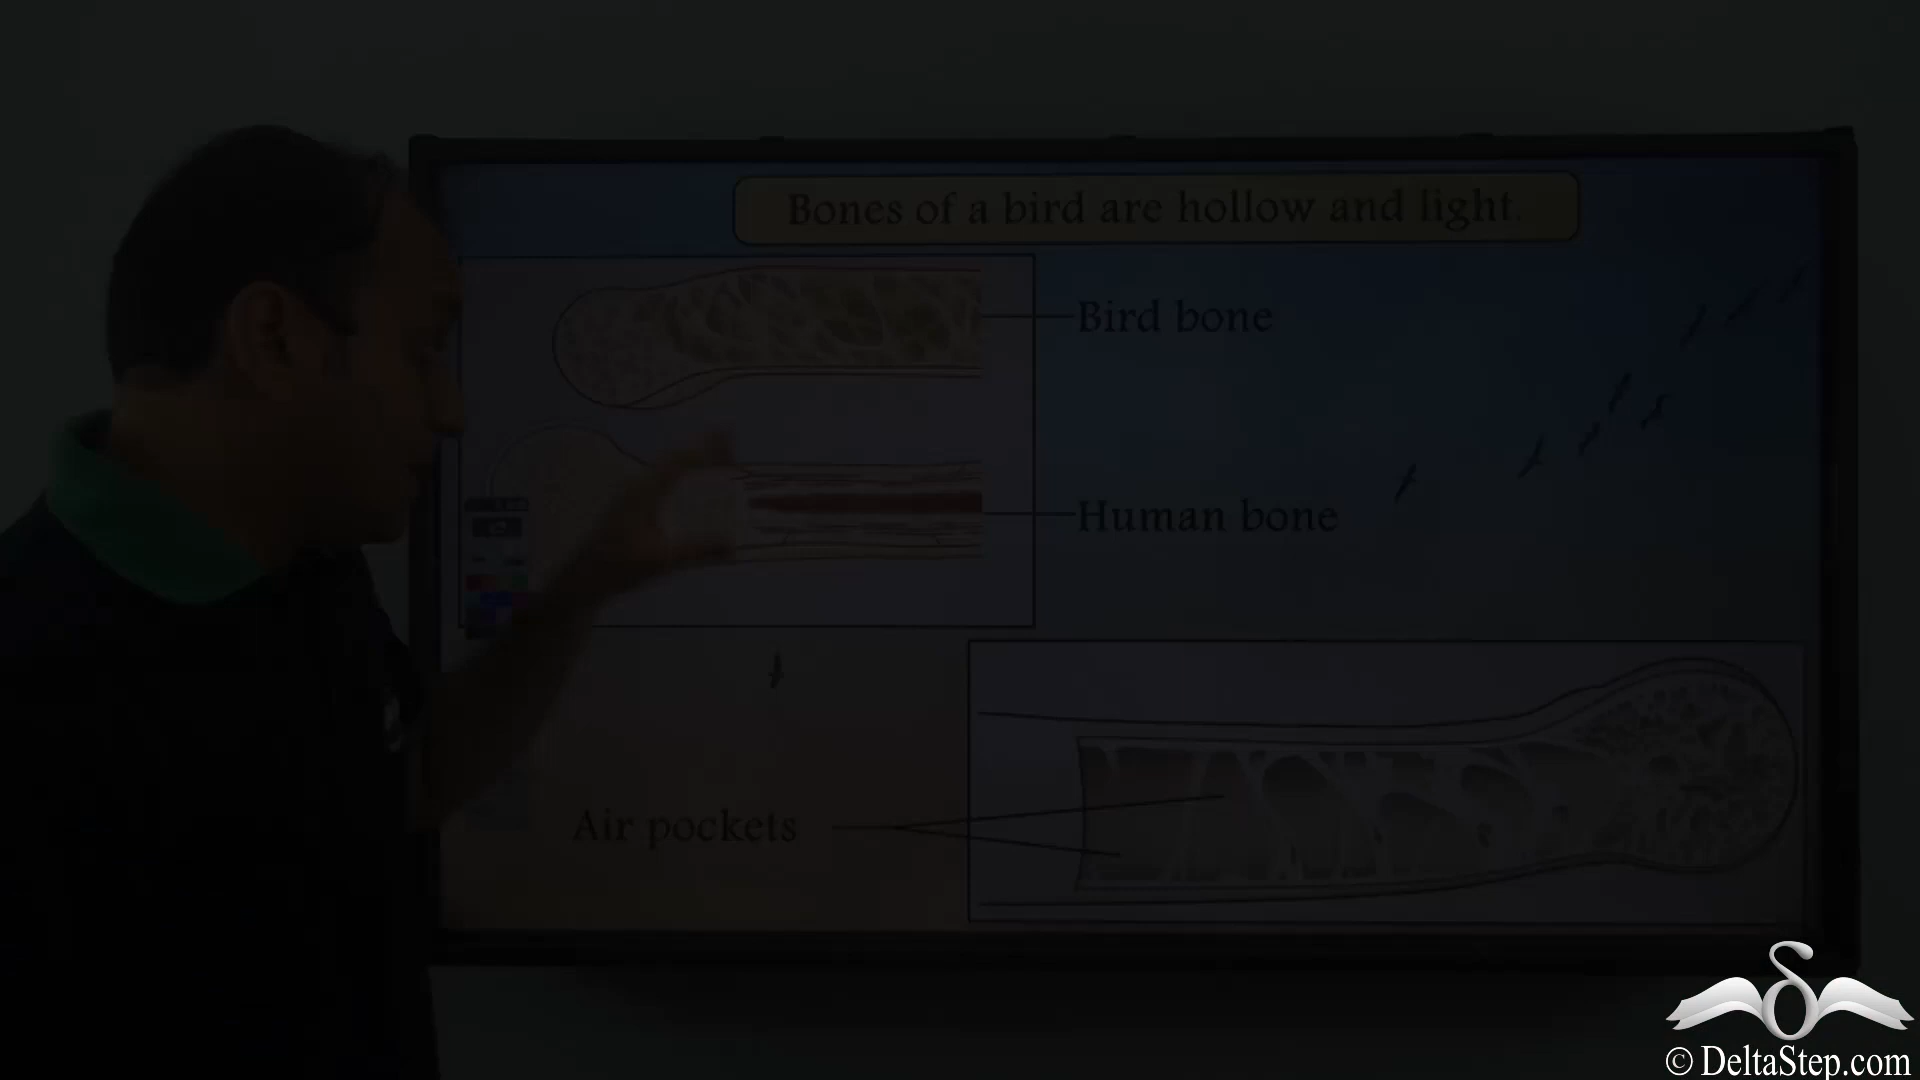 Bones of a bird are hollow and light.
Bird bone
Human bone
Air pockets
© DeltaStep.com